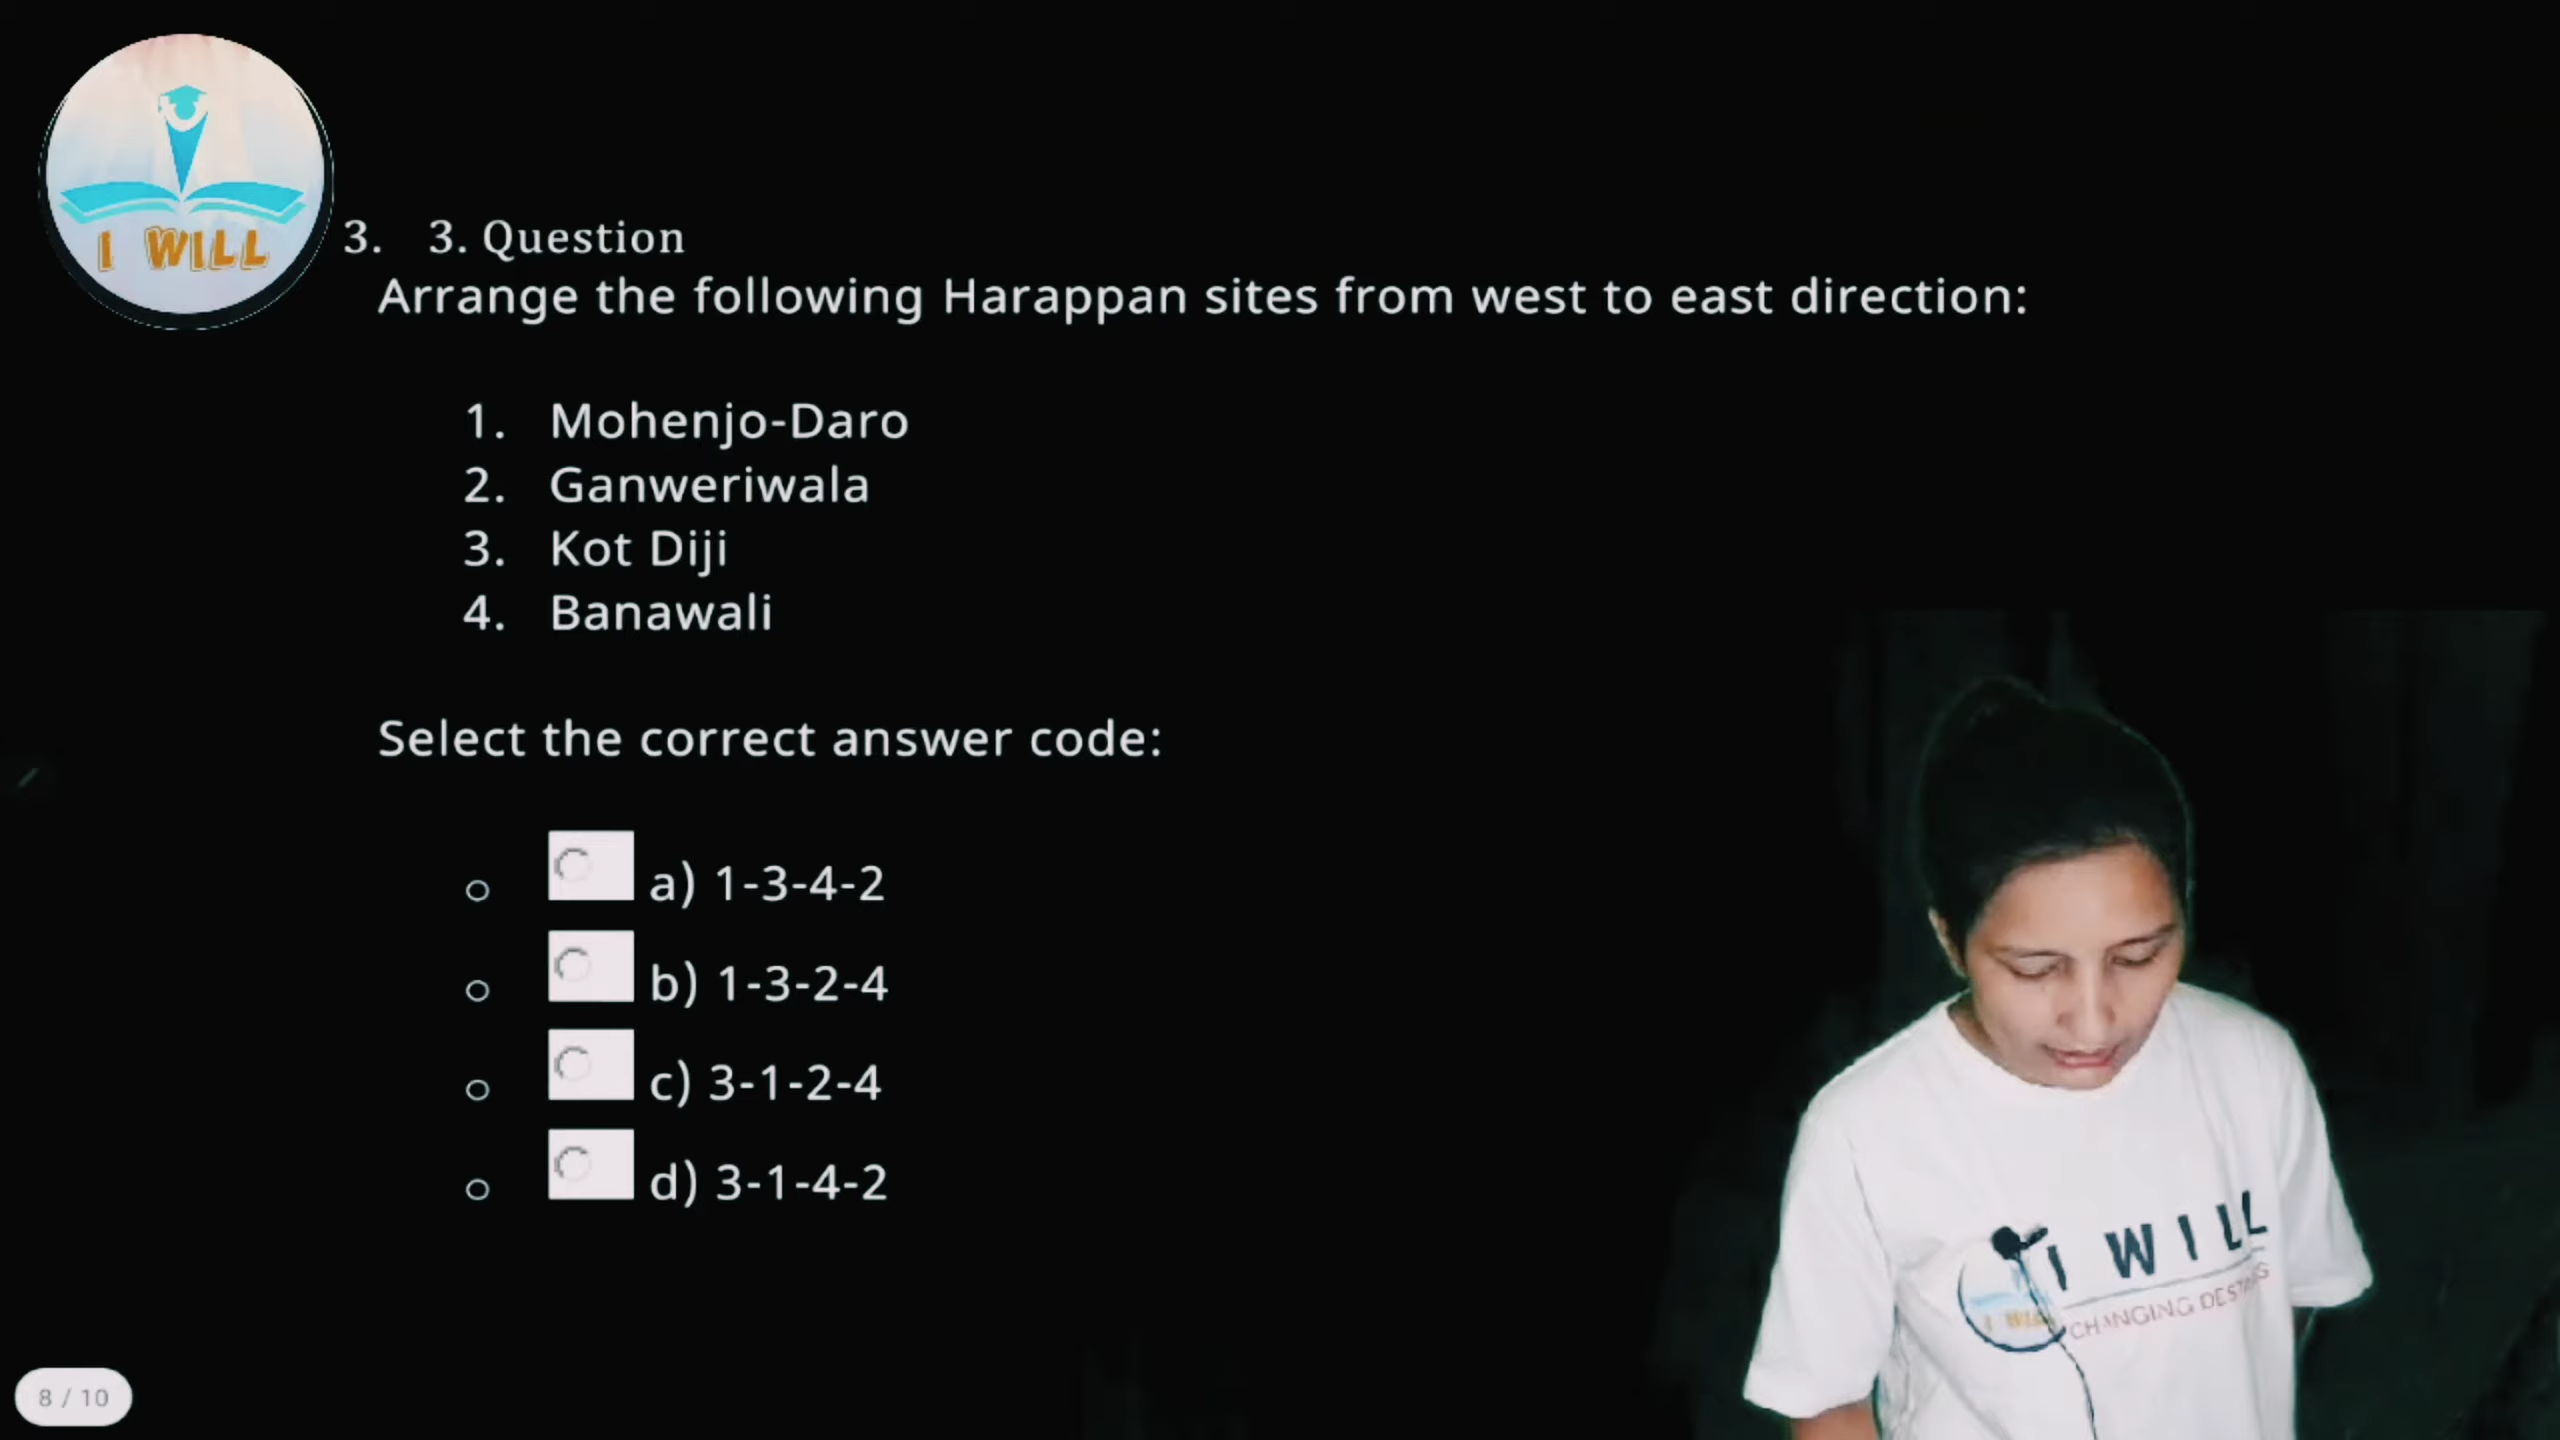 I WILL
3. 3. Question
Arrange the following Harappan sites from west to east direction:
1. Mohenjo-Daro
2. Ganweriwala
3. Kot Diji
4. Banawali
Select the correct answer code:
a) 1-3-4-2
b) 1-3-2-4
c) 3-1-2-4
d) 3-1-4-2
I WILL
CHANGING
8 / 10